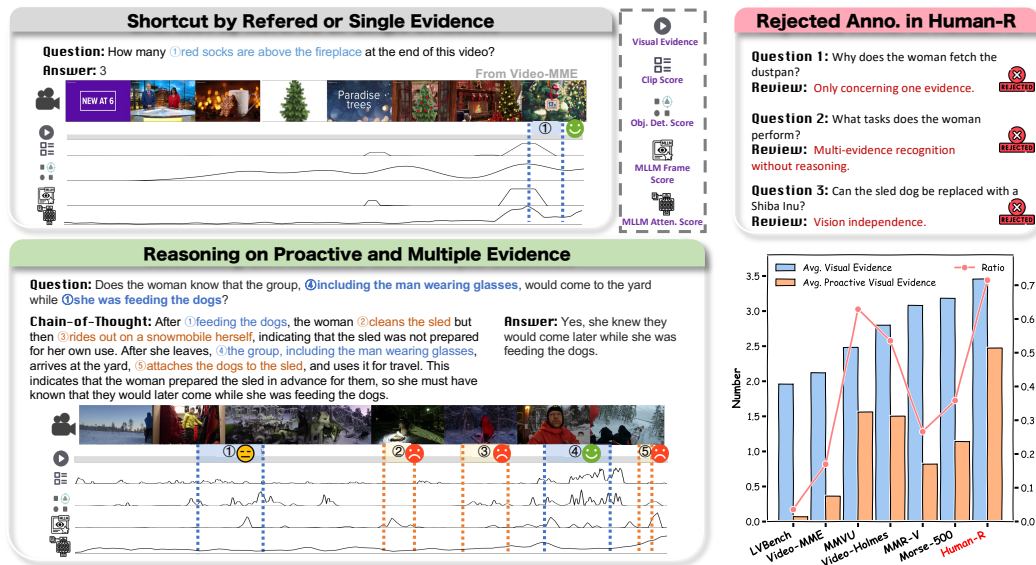 Shortcut by Refered or Single Evidence
Question: How many ①red socks are above the fireplace at the end of this video?
Answer: 3
From Video-MME
NEW AT 6
Paradise
trees
①
Visual Evidence
Clip Score
Obj. Det. Score
MLLM Frame
Score
MLLM Atten. Score
Rejected Anno. in Human-R
Question 1: Why does the woman fetch the
dustpan?
Review: Only concerning one evidence.
REJECTED
Question 2: What tasks does the woman
perform?
Review: Multi-evidence recognition
without reasoning.
REJECTED
Question 3: Can the sled dog be replaced with a
Shiba Inu?
Review: Vision independence.
REJECTED
Reasoning on Proactive and Multiple Evidence
Question: Does the woman know that the group, ④including the man wearing glasses, would come to the yard
while ①she was feeding the dogs?
Chain-of-Thought: After ①feeding the dogs, the woman ②cleans the sled but
then ③rides out on a snowmobile herself, indicating that the sled was not prepared
for her own use. After she leaves, ④the group, including the man wearing glasses,
arrives at the yard, ⑤attaches the dogs to the sled, and uses it for travel. This
indicates that the woman prepared the sled in advance for them, so she must have
known that they would later come while she was feeding the dogs.
Answer: Yes, she knew they
would come later while she was
feeding the dogs.
① ② ③ ④ ⑤
Avg. Visual Evidence
Avg. Proactive Visual Evidence
Ratio
Number
3.5
3.0
2.5
2.0
1.5
1.0
0.5
0.0
0.7
0.6
0.5
0.4
0.3
0.2
0.1
0.0
LVBench
Video-MME
MMVU
Video-Holmes
MMR-V
Morse-500
Human-R